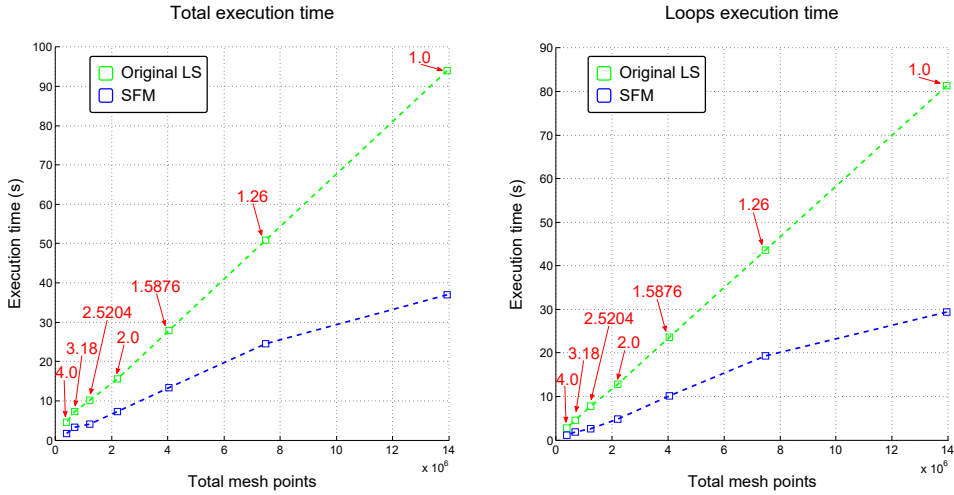 Total execution time
100
90
80
70
60
50
40
30
20
10
0
Execution time (s)
Original LS
SFM
1.0
1.26
1.5876
2.5204
2.0
3.18
4.0
0 2 4 6 8 10 12 14
x 10^6
Total mesh points
Loops execution time
90
80
70
60
50
40
30
20
10
0
Execution time (s)
Original LS
SFM
1.0
1.26
1.5876
2.5204
2.0
3.18
4.0
0 2 4 6 8 10 12 14
x 10^6
Total mesh points